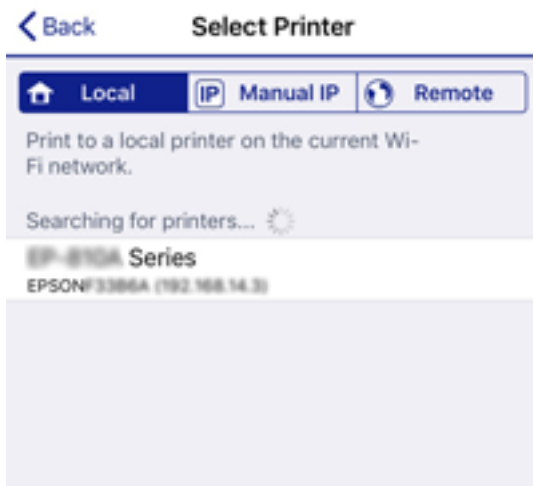 Back Select Printer
Local IP Manual IP Remote
Print to a local printer on the current Wi-
Fi network.
Searching for printers...
Series
EPSON